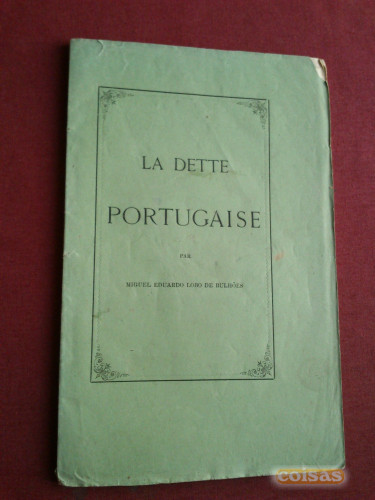 LA DETTE
PORTUGAISE
PAR
MIGUEL EDUARDO LOBO DE BULHÕES
coisas